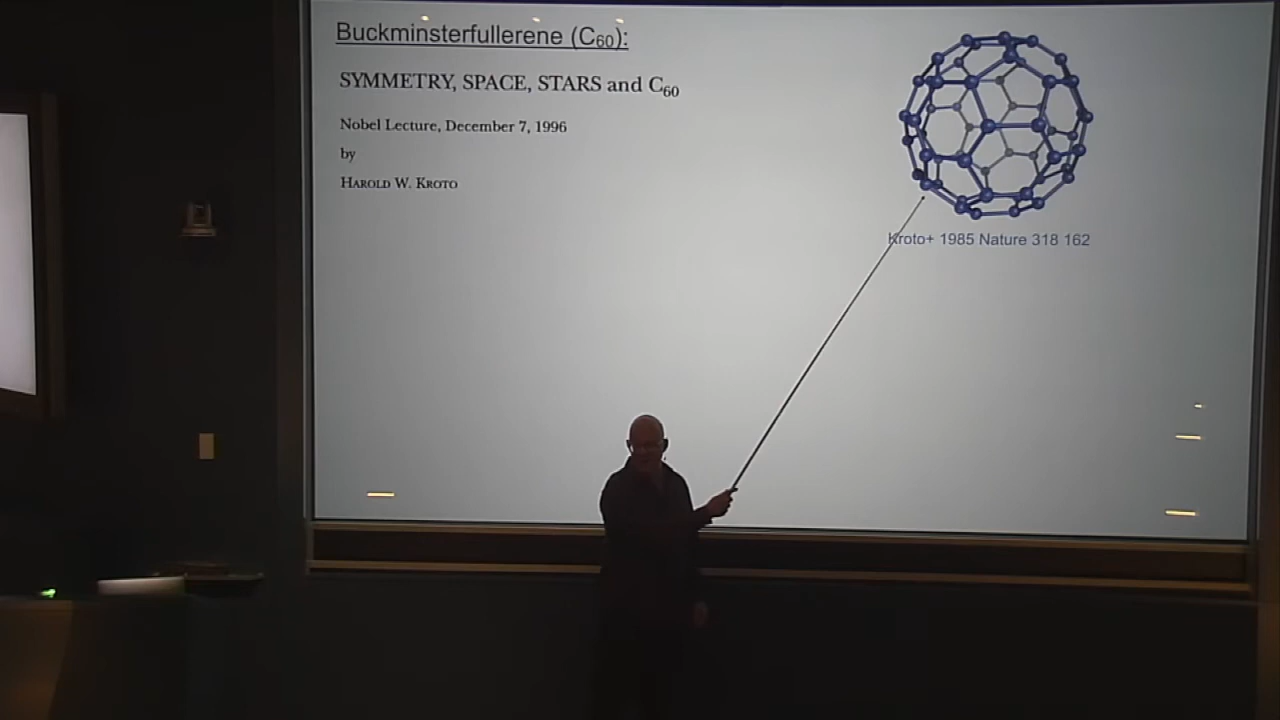 Buckminsterfullerene (C₆₀):
SYMMETRY, SPACE, STARS and C₆₀
Nobel Lecture, December 7, 1996
by
HAROLD W. KROTO
Kroto+ 1985 Nature 318 162